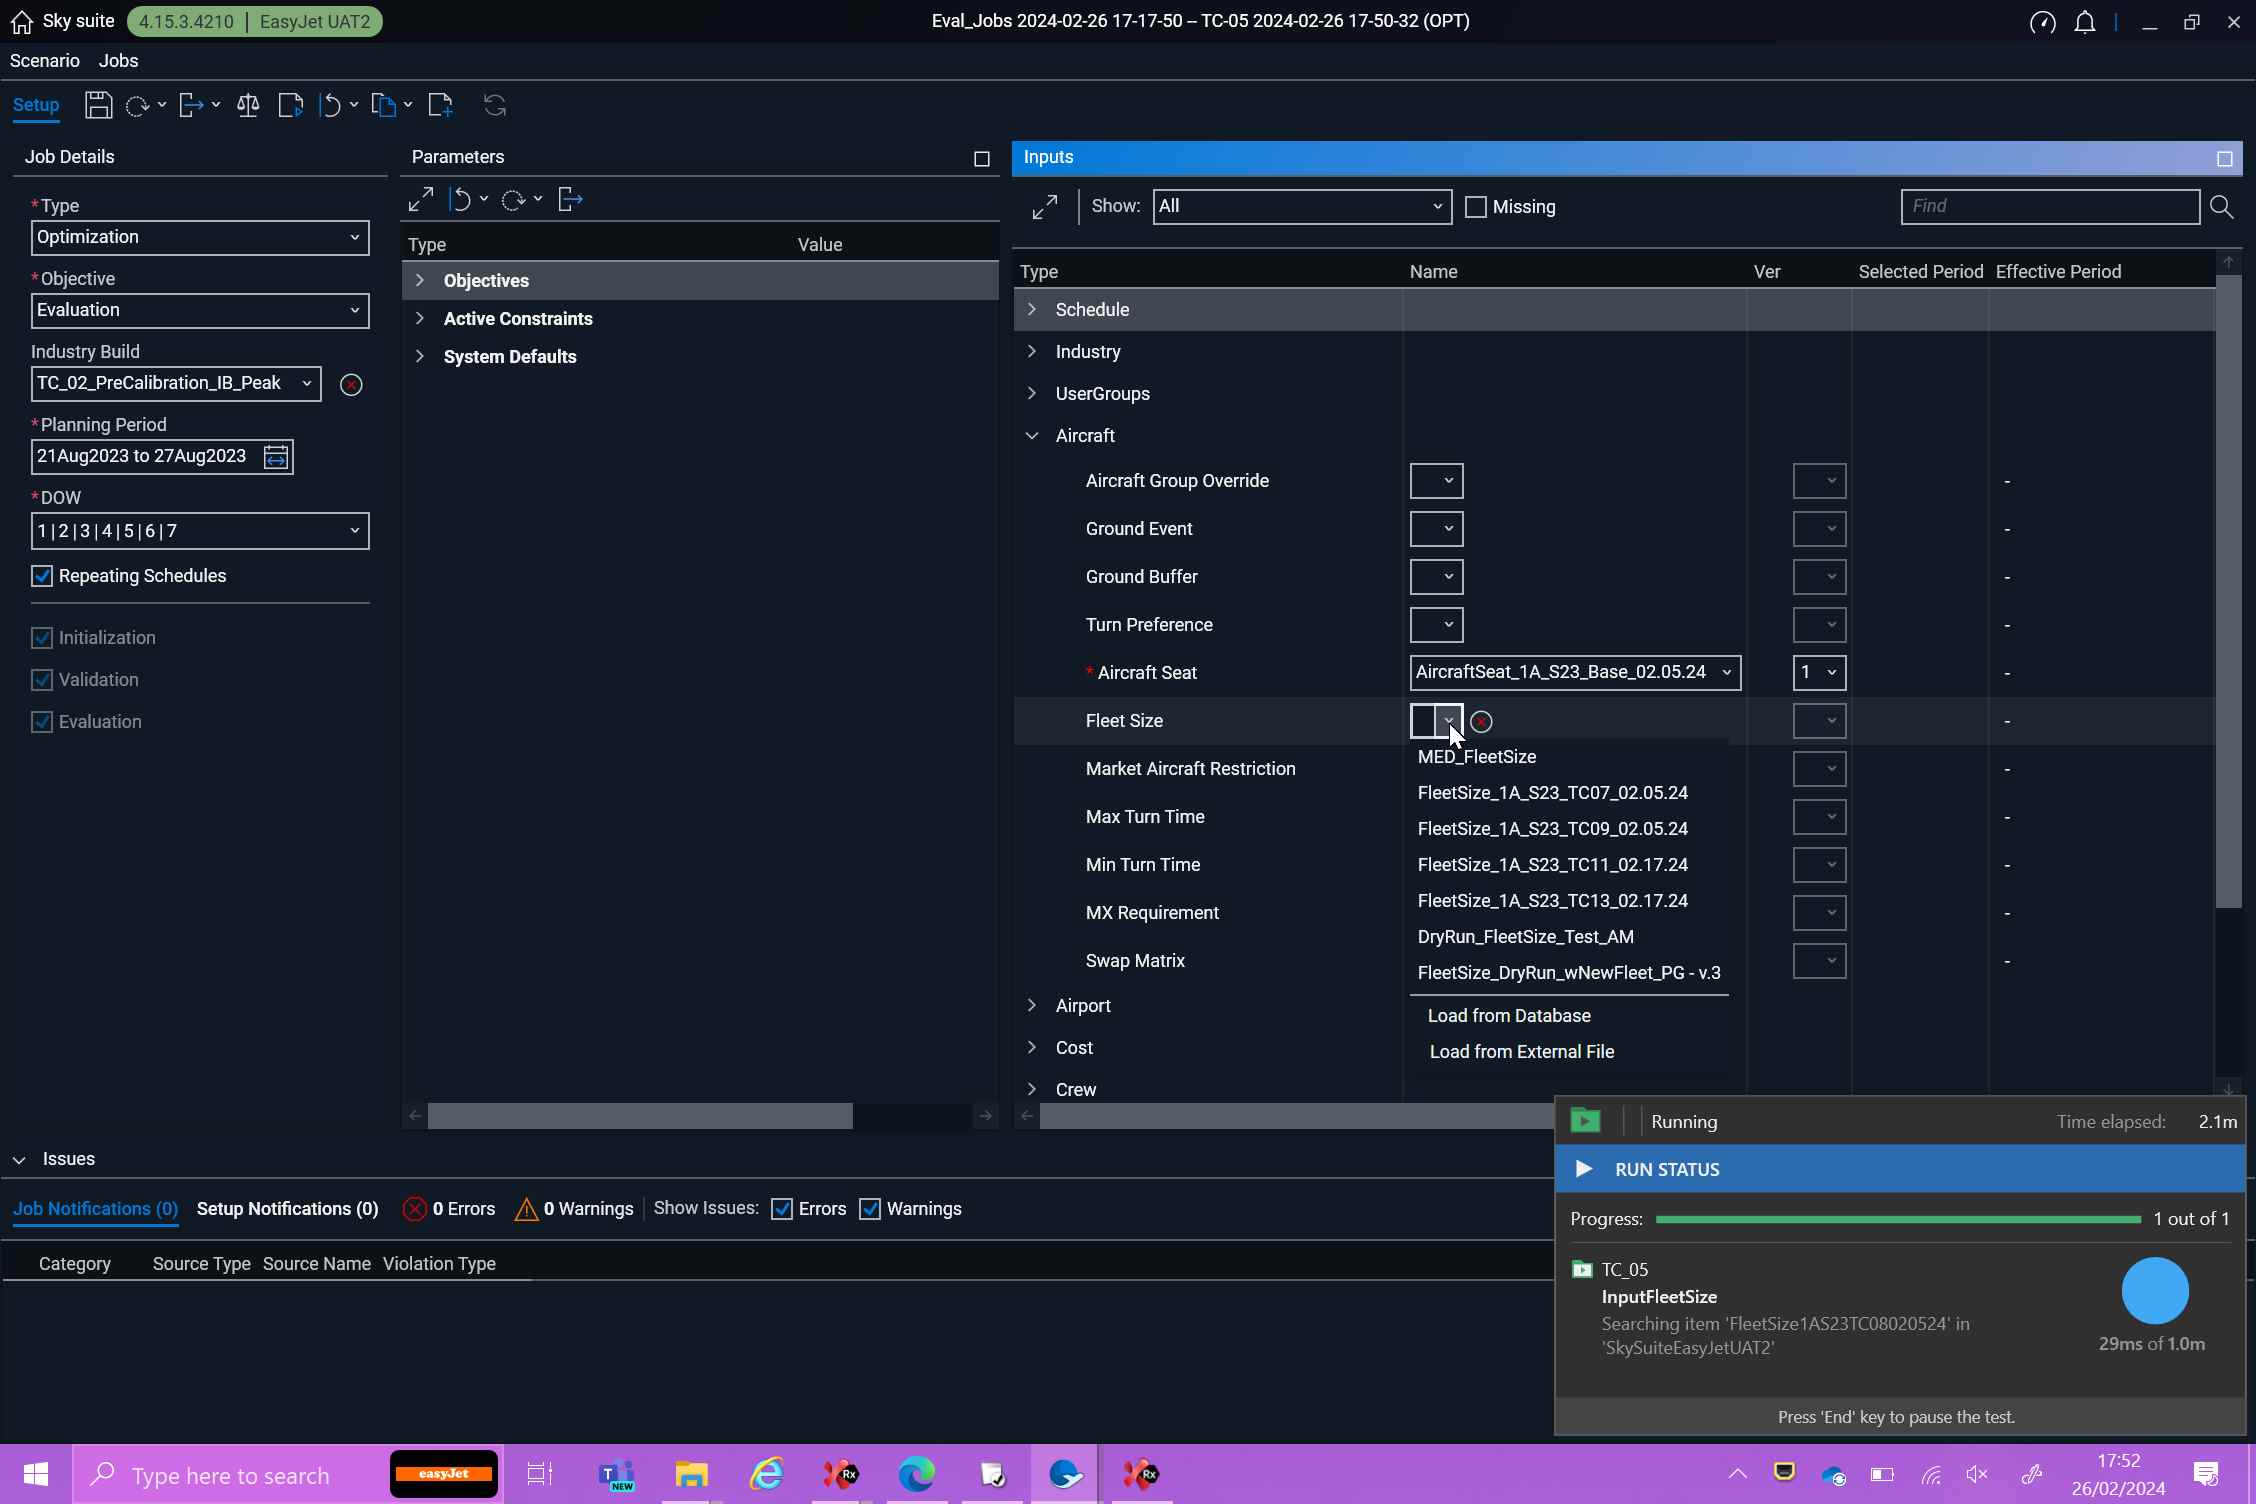 Sky suite
4.15.3.4210 | EasyJet UAT2
Eval_Jobs 2024-02-26 17-17-50 – TC-05 2024-02-26 17-50-32 (OPT)
Scenario Jobs
Setup
Job Details
*Type
Optimization
*Objective
Evaluation
Industry Build
TC_02_PreCalibration_IB_Peak
*Planning Period
21Aug2023 to 27Aug2023
*DOW
1|2|3|4|5|6|7
Repeating Schedules
Initialization
Validation
Evaluation
Parameters
Type Value
Objectives
Active Constraints
System Defaults
Inputs
Show: All Missing Find
Type Name Ver Selected Period Effective Period
Schedule
Industry
UserGroups
Aircraft
Aircraft Group Override -
Ground Event -
Ground Buffer -
Turn Preference -
* Aircraft Seat AircraftSeat_1A_S23_Base_02.05.24 1 -
Fleet Size -
Market Aircraft Restriction -
Max Turn Time -
Min Turn Time -
MX Requirement -
Swap Matrix -
MED_FleetSize
FleetSize_1A_S23_TC07_02.05.24
FleetSize_1A_S23_TC09_02.05.24
FleetSize_1A_S23_TC11_02.17.24
FleetSize_1A_S23_TC13_02.17.24
DryRun_FleetSize_Test_AM
FleetSize_DryRun_wNewFleet_PG - v.3
Load from Database
Load from External File
Airport
Cost
Crew
Issues
Job Notifications (0) Setup Notifications (0) 0 Errors 0 Warnings Show Issues: Errors Warnings
Category Source Type Source Name Violation Type
Running Time elapsed: 2.1m
RUN STATUS
Progress: 1 out of 1
TC_05
InputFleetSize
Searching item 'FleetSize1AS23TC08020524' in
'SkySuiteEasyJetUAT2'
29ms of 1.0m
Press 'End' key to pause the test.
Type here to search
easyJet
T
NEW
Rx
Rx
17:52
26/02/2024